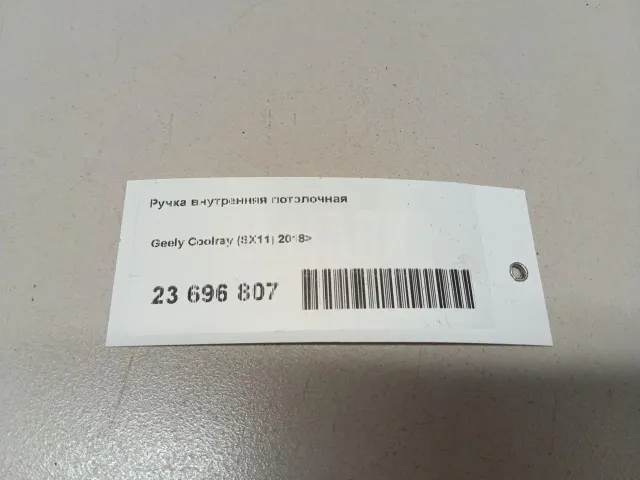 Ручка внутренняя потолочная
Geely Coolray (SX11) 2018>
23 696 807